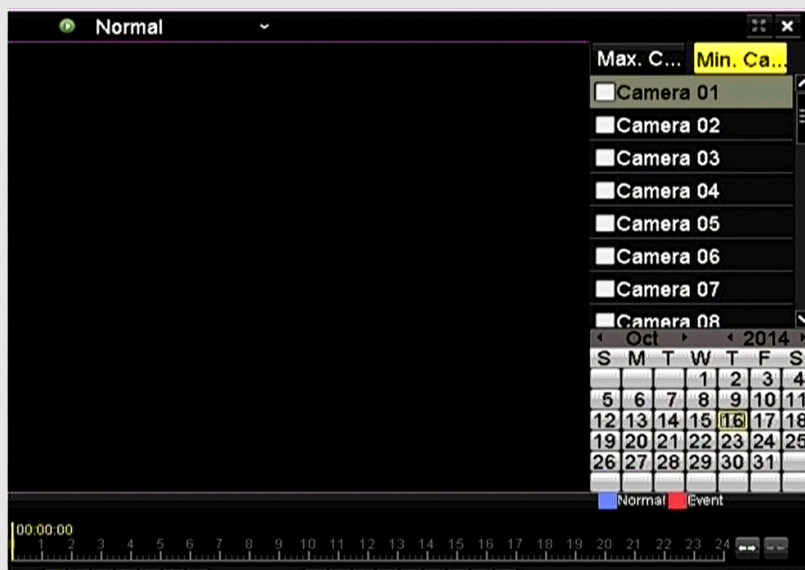 Normal
Max. C... Min. Ca...
Camera 01
Camera 02
Camera 03
Camera 04
Camera 05
Camera 06
Camera 07
Camera 08
Oct 2014
S M T W T F S
1 2 3 4
5 6 7 8 9 10 11
12 13 14 15 16 17 18
19 20 21 22 23 24 25
26 27 28 29 30 31
Normal Event
00:00:00
1 2 3 4 5 6 7 8 9 10 11 12 13 14 15 16 17 18 19 20 21 22 23 24